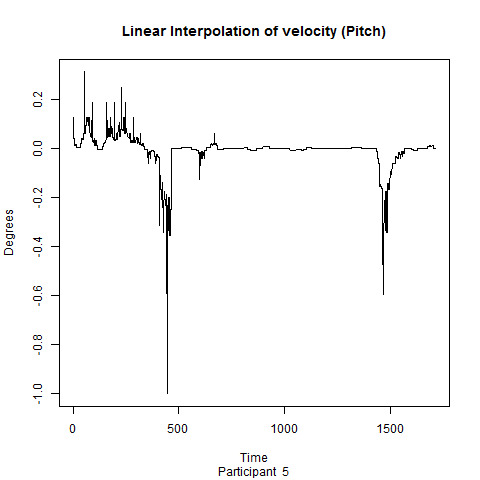 Linear Interpolation of velocity (Pitch)
Degrees
0.2
0.0
-0.2
-0.4
-0.6
-0.8
-1.0
0 500 1000 1500
Time
Participant 5